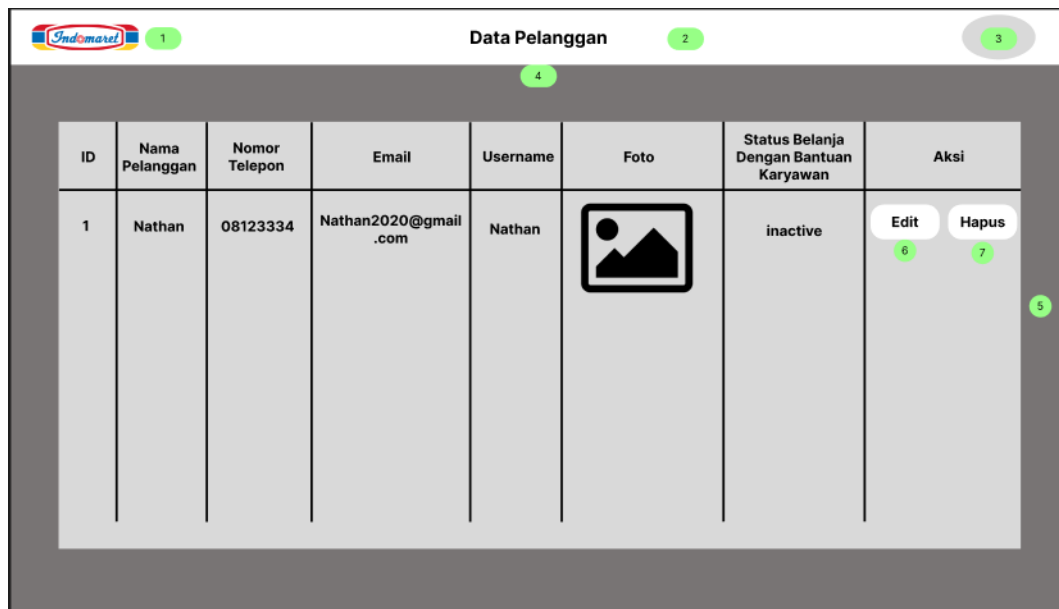 Indomaret 1 Data Pelanggan 2 3
4
ID
Nama
Pelanggan
Nomor
Telepon
Email
Username
Foto
Status Belanja
Dengan Bantuan
Karyawan
Aksi
1
Nathan
08123334
Nathan2020@gmail
.com
Nathan
inactive
Edit
Hapus
6
7
5